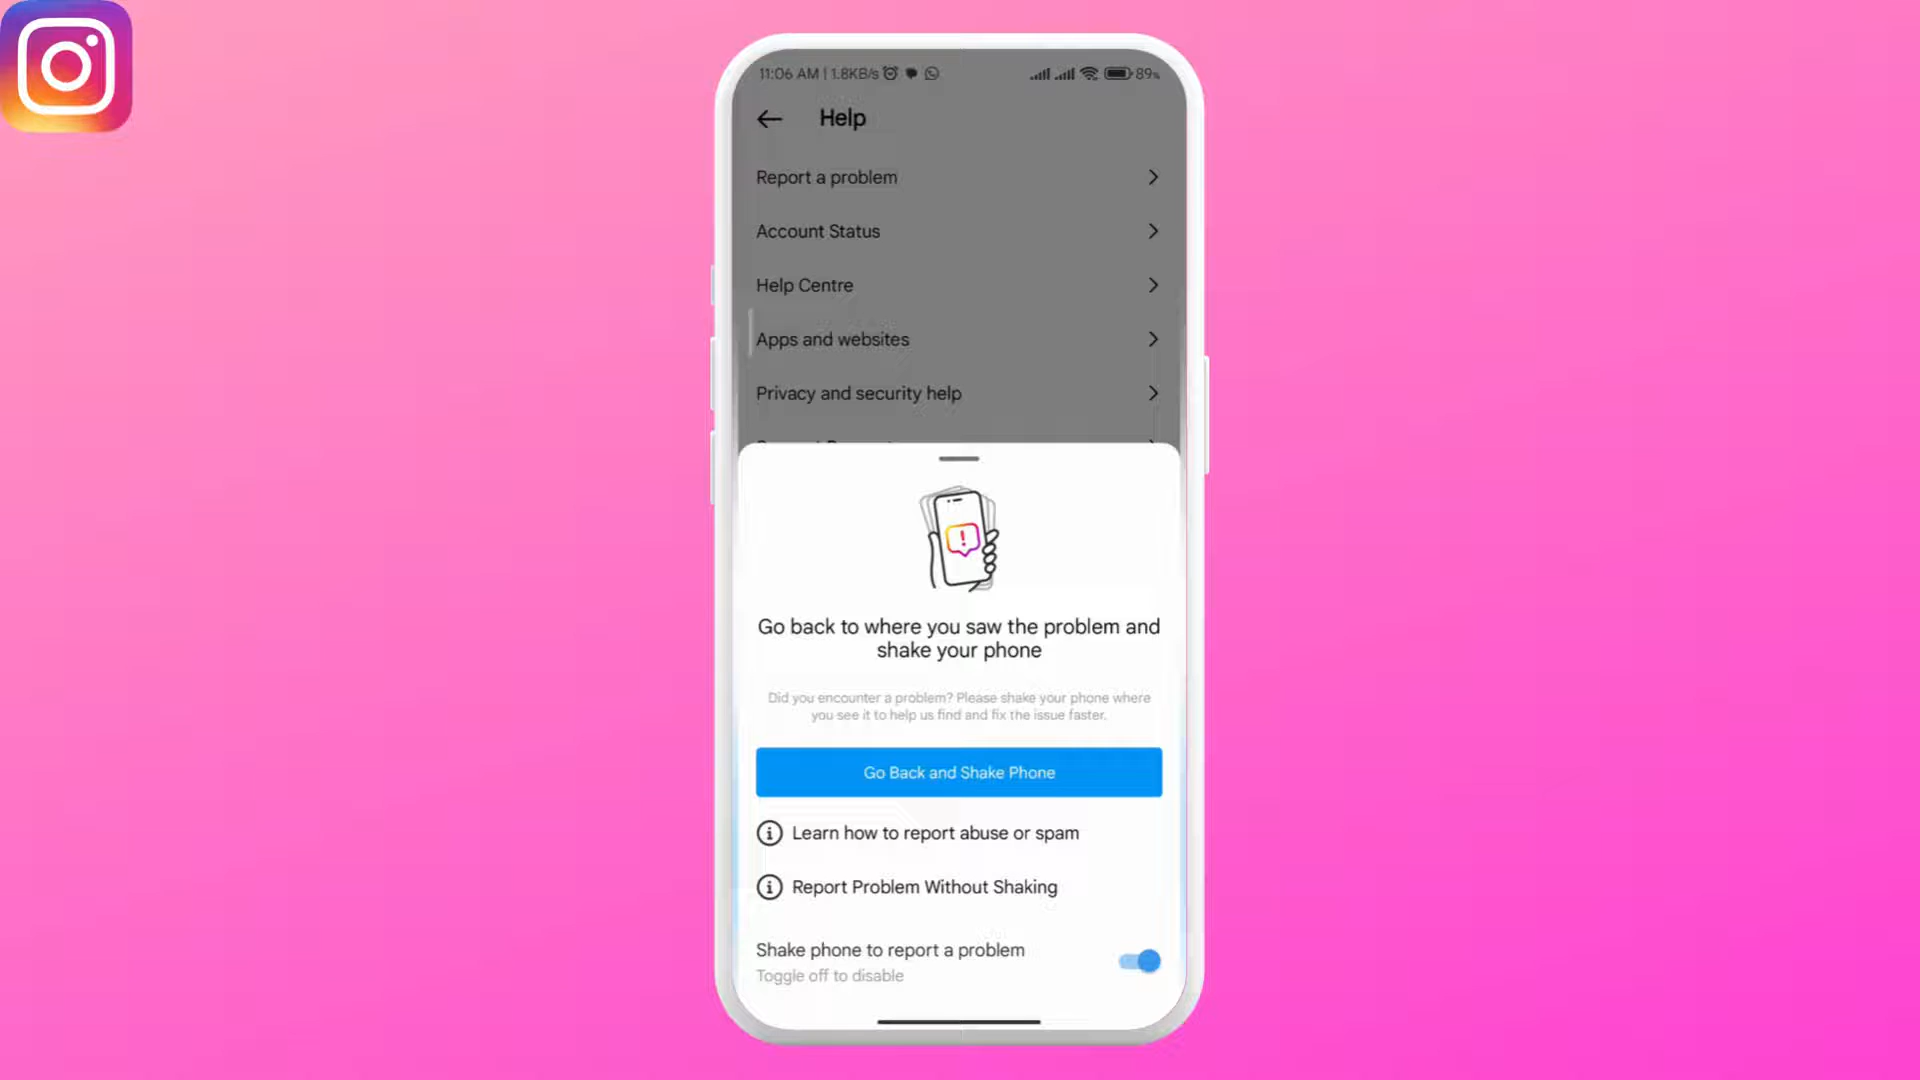 11:06 AM | 1.8KB/s 89%
Help
Report a problem
Account Status
Help Centre
Apps and websites
Privacy and security help
Go back to where you saw the problem and
shake your phone
Did you encounter a problem? Please shake your phone where
you see it to help us find and fix the issue faster.
Go Back and Shake Phone
Learn how to report abuse or spam
Report Problem Without Shaking
Shake phone to report a problem
Toggle off to disable